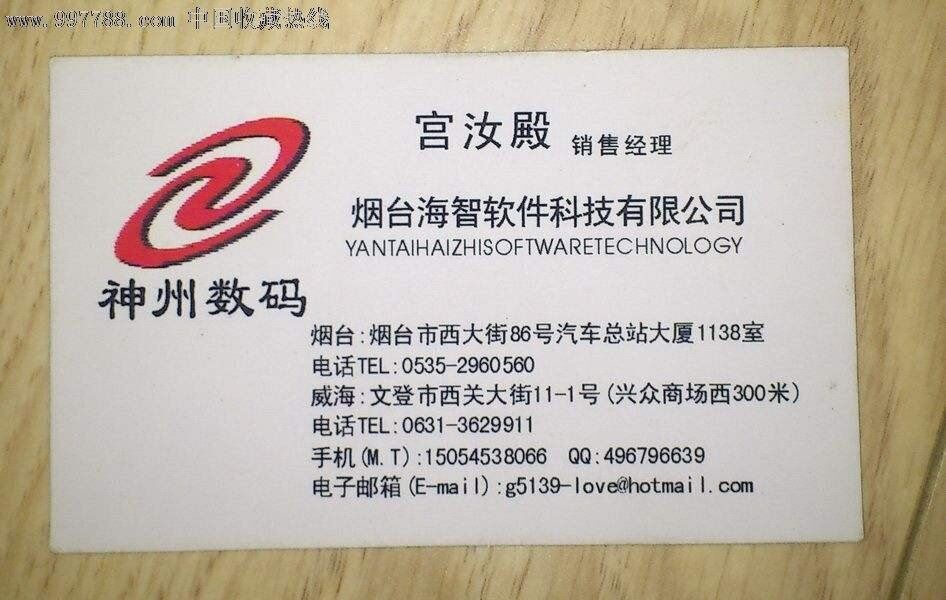 www.997788.com 中国收藏热线
宫汝殿 销售经理
烟台海智软件科技有限公司
YANTAIHAIZHISOFTWARETECHNOLOGY
神州数码
烟台:烟台市西大街86号汽车总站大厦1138室
电话TEL:0535-2960560
威海:文登市西关大街11-1号(兴众商场西300米)
电话TEL:0631-3629911
手机(M.T):15054538066 QQ:496796639
电子邮箱(E-mail):g5139-love@hotmail.com